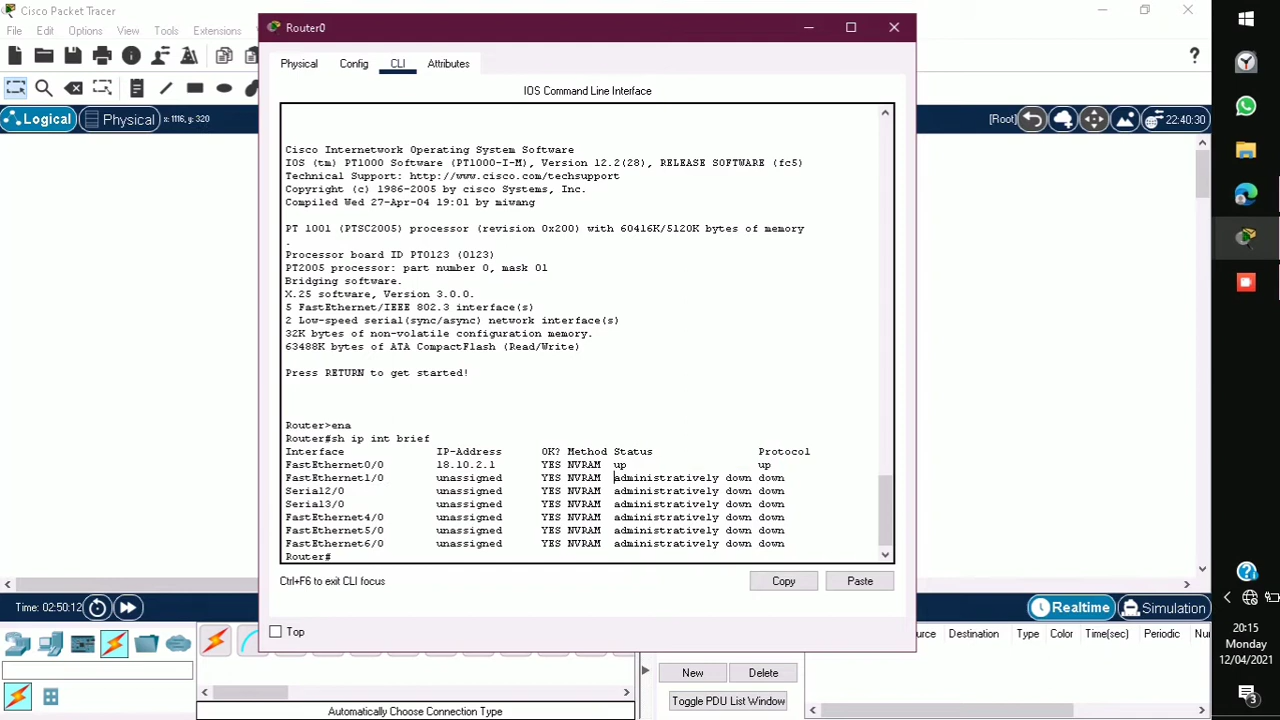 Cisco Packet Tracer
File Edit Options View Tools Extensions
Router0
Physical Config CLI Attributes
IOS Command Line Interface
Logical Physical x: 1116, y: 320
[Root] 22:40:30
Cisco Internetwork Operating System Software
IOS (tm) PT1000 Software (PT1000-I-M), Version 12.2(28), RELEASE SOFTWARE (fc5)
Technical Support: http://www.cisco.com/techsupport
Copyright (c) 1986-2005 by cisco Systems, Inc.
Compiled Wed 27-Apr-04 19:01 by miwang
PT 1001 (PTSC2005) processor (revision 0x200) with 60416K/5120K bytes of memory
.
Processor board ID PT0123 (0123)
PT2005 processor: part number 0, mask 01
Bridging software.
X.25 software, Version 3.0.0.
5 FastEthernet/IEEE 802.3 interface(s)
2 Low-speed serial(sync/async) network interface(s)
32K bytes of non-volatile configuration memory.
63488K bytes of ATA CompactFlash (Read/Write)
Press RETURN to get started!
Router>ena
Router#sh ip int brief
Interface IP-Address OK? Method Status Protocol
FastEthernet0/0 18.10.2.1 YES NVRAM up up
FastEthernet1/0 unassigned YES NVRAM administratively down down
Serial2/0 unassigned YES NVRAM administratively down down
Serial3/0 unassigned YES NVRAM administratively down down
FastEthernet4/0 unassigned YES NVRAM administratively down down
FastEthernet5/0 unassigned YES NVRAM administratively down down
FastEthernet6/0 unassigned YES NVRAM administratively down down
Router#
Ctrl+F6 to exit CLI focus
Copy Paste
Top
Time: 02:50:12
Realtime Simulation
Destination Type Color Time(sec) Periodic
New Delete
Toggle PDU List Window
Automatically Choose Connection Type
20:15
Monday
12/04/2021
3